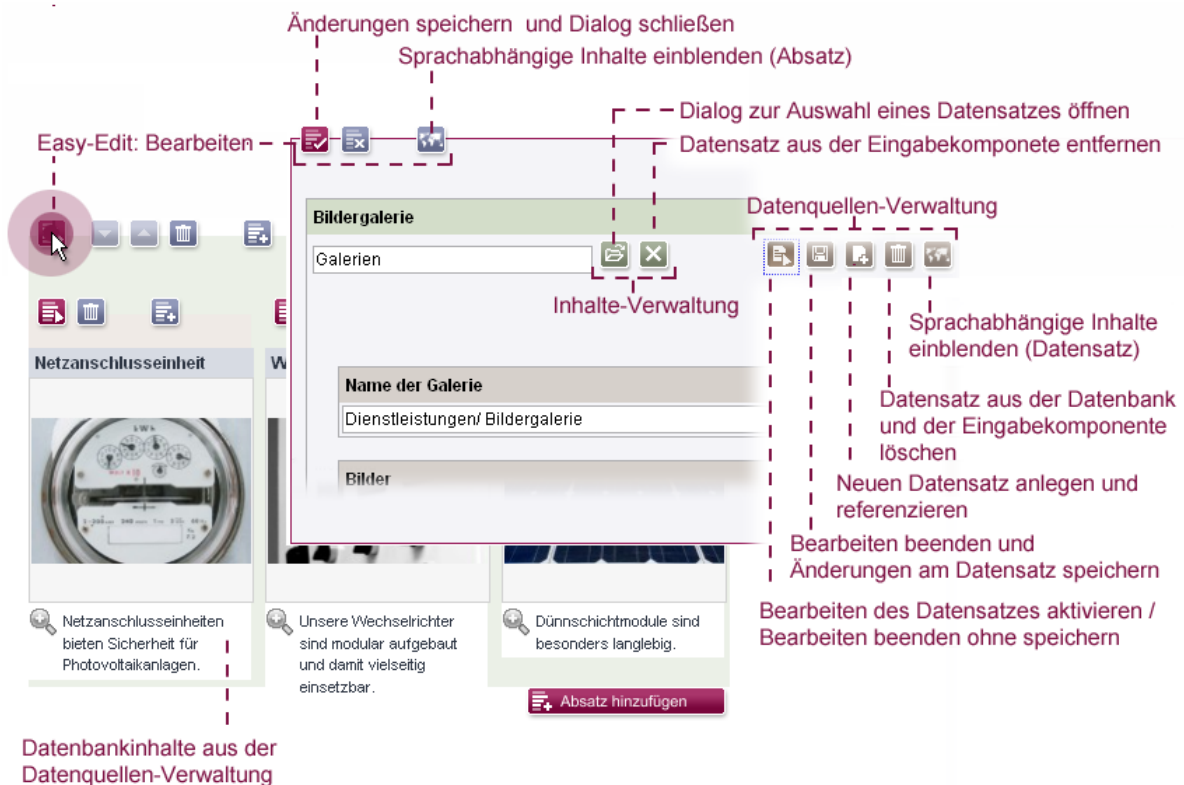 Änderungen speichern und Dialog schließen
Sprachabhängige Inhalte einblenden (Absatz)
Dialog zur Auswahl eines Datensatzes öffnen
Easy-Edit: Bearbeiten
Datensatz aus der Eingabekomponete entfernen
Bildergalerie
Datenquellen-Verwaltung
Galerien
Inhalte-Verwaltung
Sprachabhängige Inhalte
einblenden (Datensatz)
Netzanschlusseinheit
W
Name der Galerie
Dienstleistungen/ Bildergalerie
Datensatz aus der Datenbank
und der Eingabekomponente
löschen
Bilder
Neuen Datensatz anlegen und
referenzieren
Bearbeiten beenden und
Änderungen am Datensatz speichern
Bearbeiten des Datensatzes aktivieren /
Bearbeiten beenden ohne speichern
Netzanschlusseinheiten
bieten Sicherheit für
Photovoltaikanlagen.
Unsere Wechselrichter
sind modular aufgebaut
und damit vielseitig
einsetzbar.
Dünnschichtmodule sind
besonders langlebig.
Absatz hinzufügen
Datenbankinhalte aus der
Datenquellen-Verwaltung